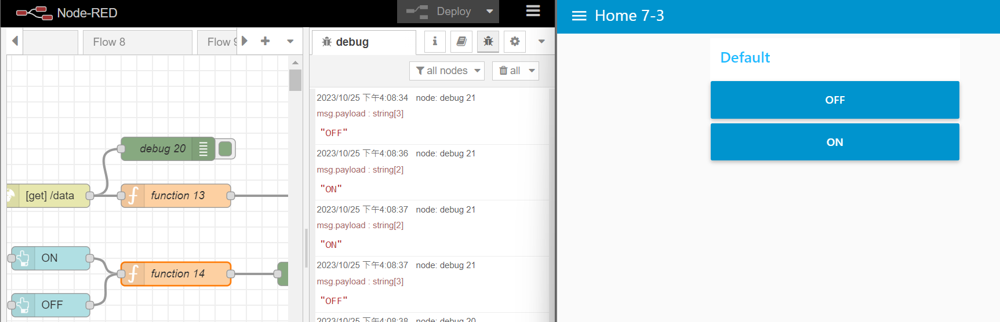 Node-RED
Deploy
Flow 8
Flow 9
debug
all nodes
all
2023/10/25 下午4:08:34 node: debug 21
msg.payload : string[3]
"OFF"
2023/10/25 下午4:08:36 node: debug 21
msg.payload : string[2]
"ON"
2023/10/25 下午4:08:37 node: debug 21
msg.payload : string[2]
"ON"
2023/10/25 下午4:08:37 node: debug 21
msg.payload : string[3]
"OFF"
2023/10/25 下午4:08:38 node: debug 20
debug 20
[get] /data
function 13
ON
function 14
OFF
Home 7-3
Default
OFF
ON